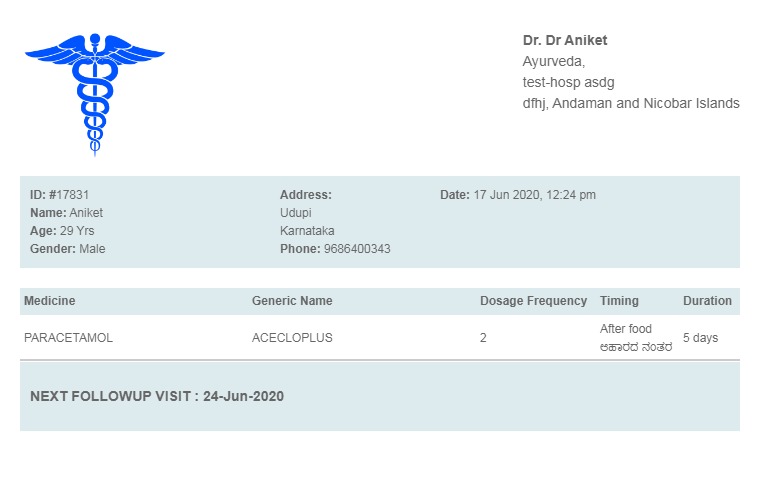 Dr. Dr Aniket
Ayurveda,
test-hosp asdg
dfhj, Andaman and Nicobar Islands
ID: #17831
Name: Aniket
Age: 29 Yrs
Gender: Male
Address:
Udupi
Karnataka
Phone: 9686400343
Date: 17 Jun 2020, 12:24 pm
Medicine Generic Name Dosage Frequency Timing Duration
PARACETAMOL ACECLOPLUS 2 After food 5 days
ಆಹಾರದ ನಂತರ
NEXT FOLLOWUP VISIT : 24-Jun-2020